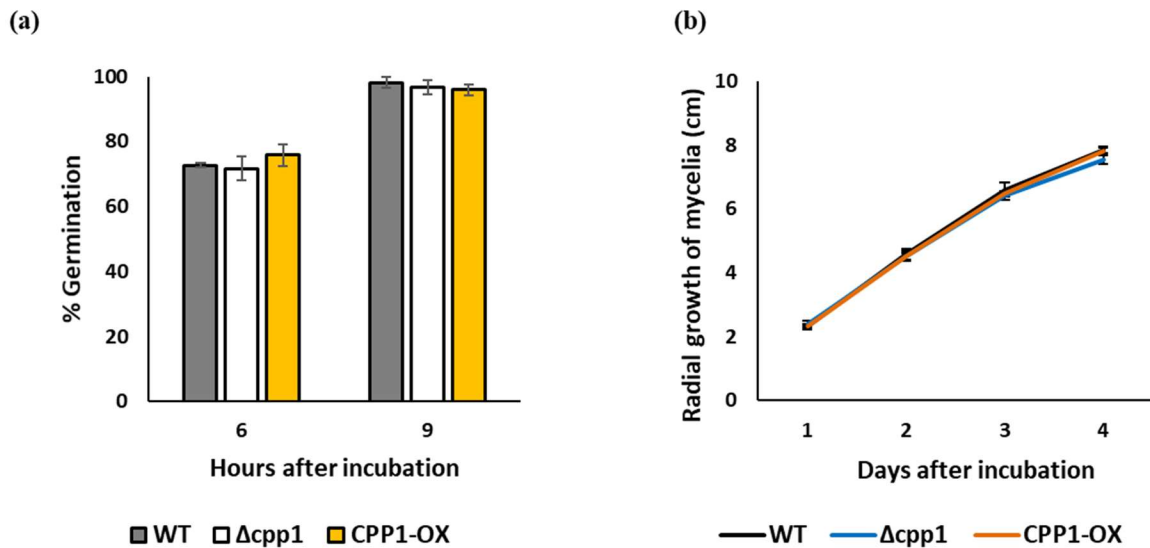 (a)
% Germination
100
80
60
40
20
0
6 9
Hours after incubation
WT Δcpp1 CPP1-OX
(b)
Radial growth of mycelia (cm)
10
8
6
4
2
0
1 2 3 4
Days after incubation
WT Δcpp1 CPP1-OX